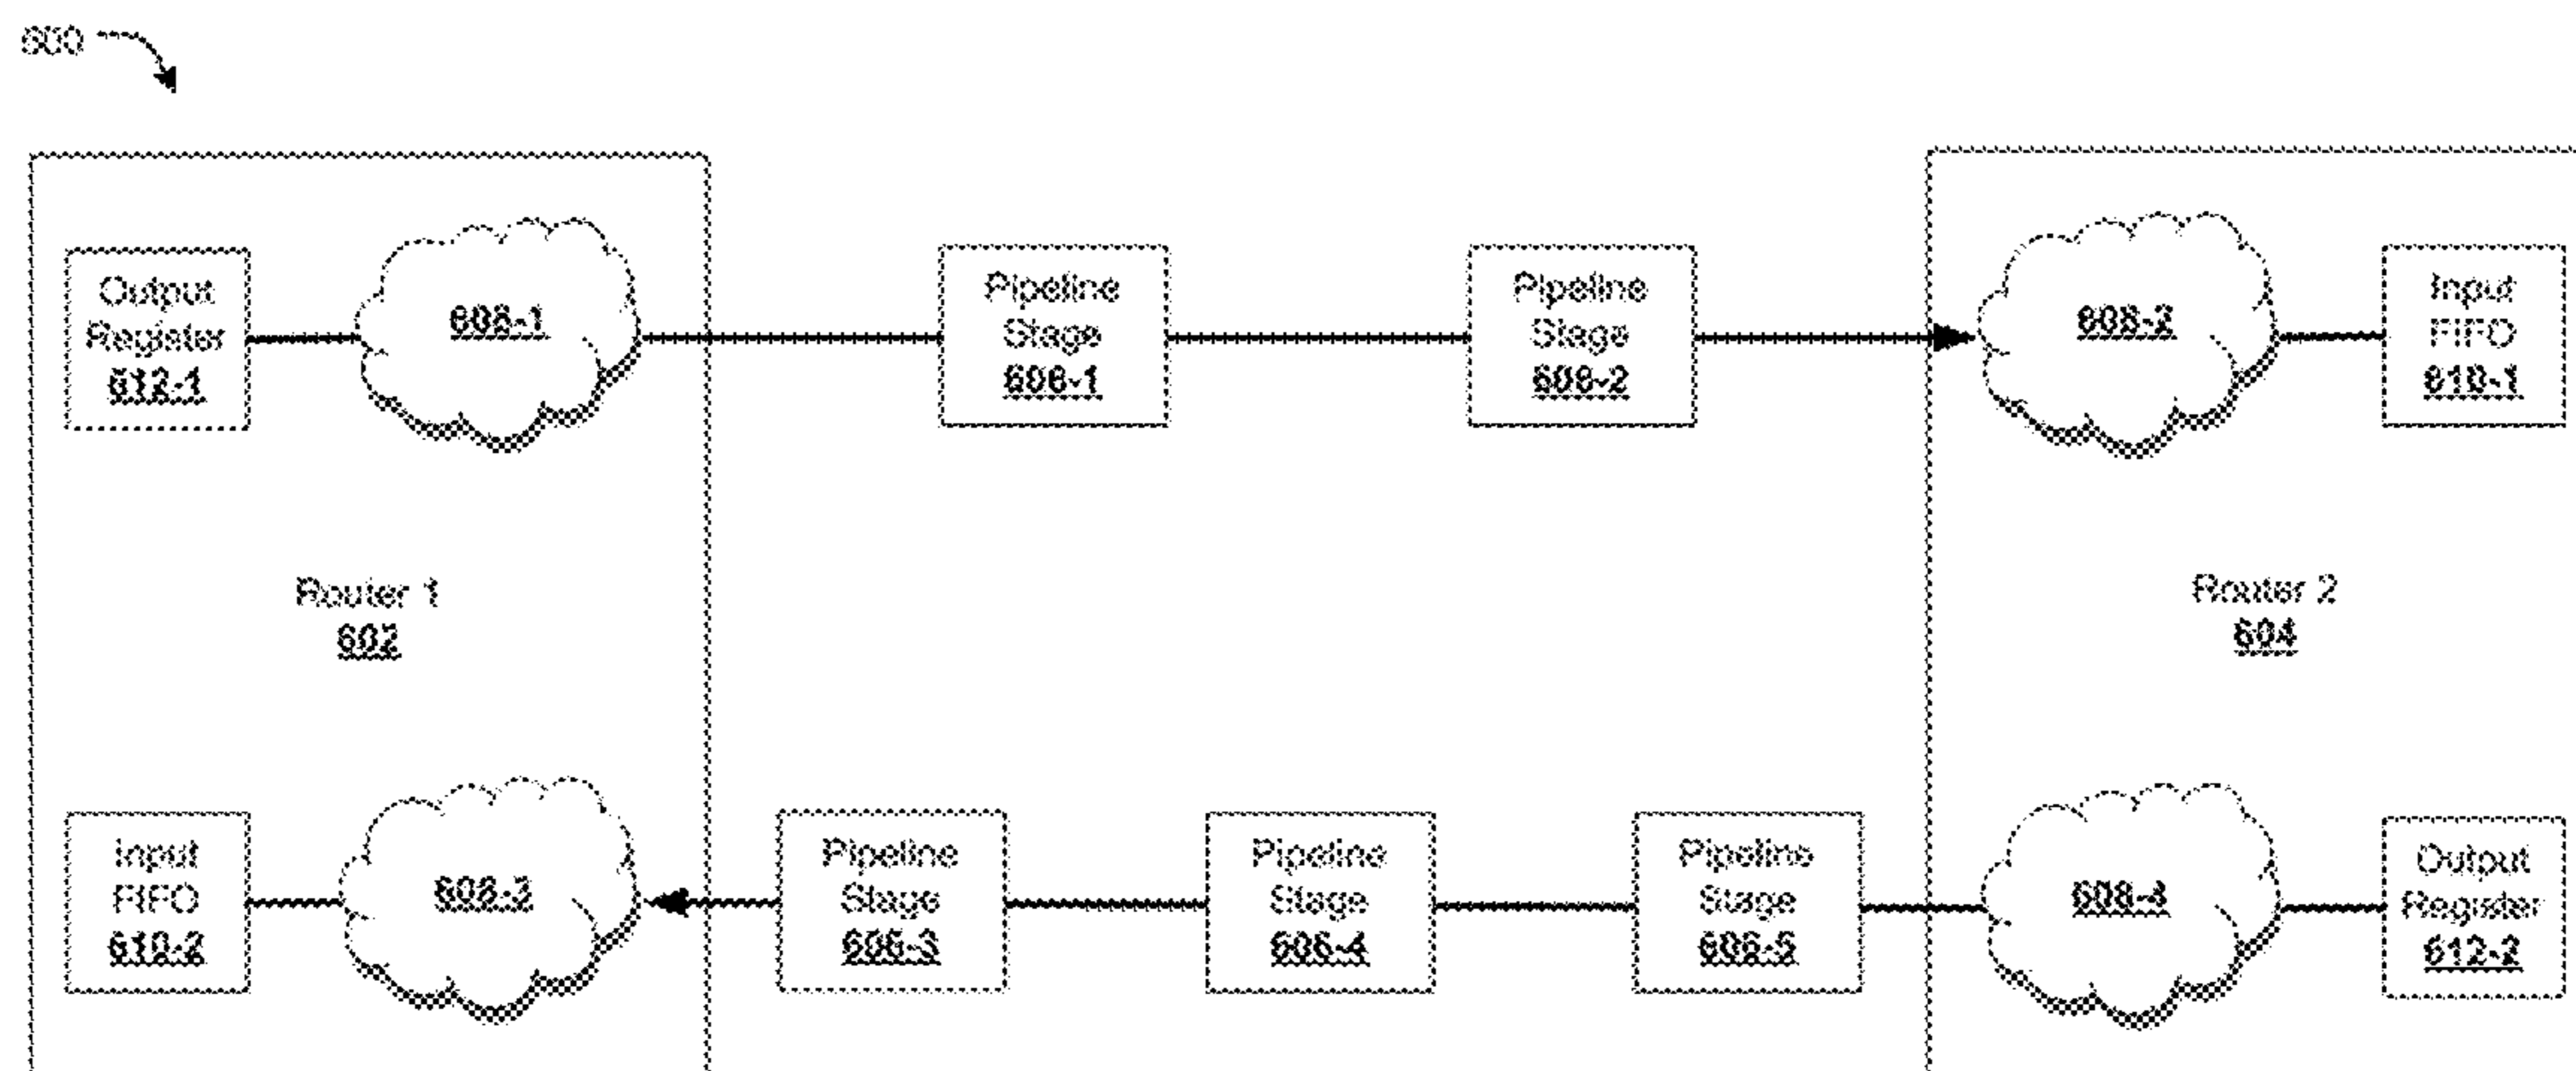 600
Output
Register
612-1
608-1
Pipeline
Stage
606-1
Pipeline
Stage
606-2
608-2
Input
FIFO
610-1
Router 1
602
Router 2
604
Input
FIFO
610-2
608-3
Pipeline
Stage
606-3
Pipeline
Stage
606-4
Pipeline
Stage
606-5
608-4
Output
Register
612-2